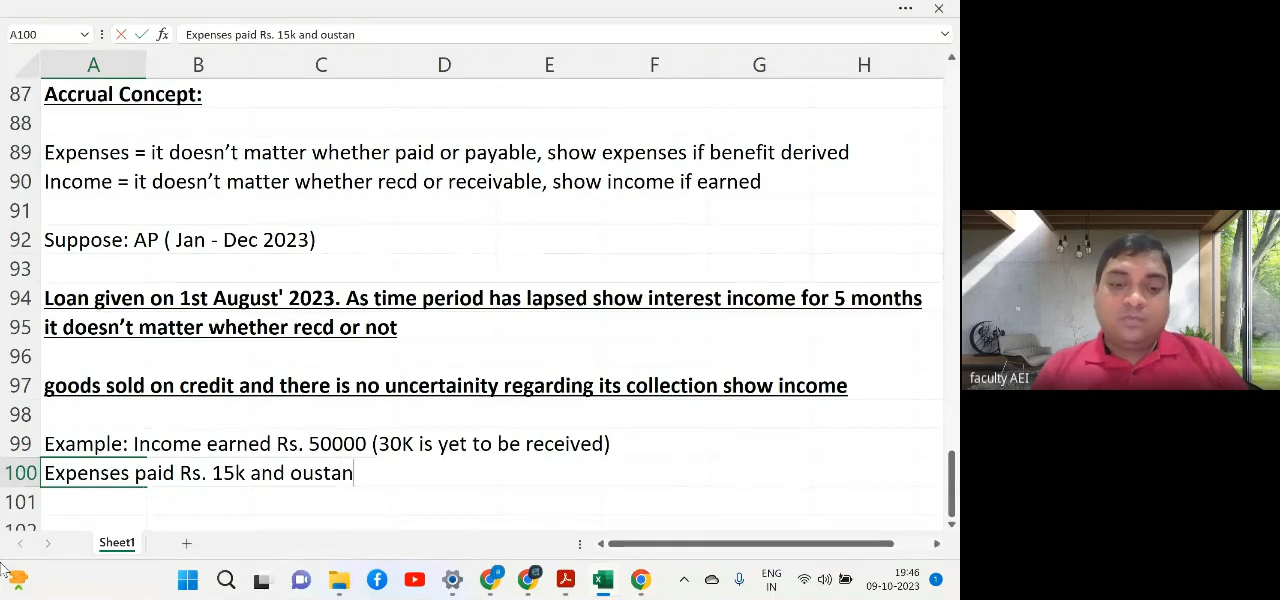 A100
fx
Expenses paid Rs. 15k and oustan
A B C D E F G H
87 Accrual Concept:
88
89 Expenses = it doesn’t matter whether paid or payable, show expenses if benefit derived
90 Income = it doesn’t matter whether recd or receivable, show income if earned
91
92 Suppose: AP ( Jan - Dec 2023)
93
94 Loan given on 1st August' 2023. As time period has lapsed show interest income for 5 months
95 it doesn’t matter whether recd or not
96
97 goods sold on credit and there is no uncertainity regarding its collection show income
98
99 Example: Income earned Rs. 50000 (30K is yet to be received)
100 Expenses paid Rs. 15k and oustan
101
102
Sheet1
faculty AEI
ENG
IN
19:46
09-10-2023
1